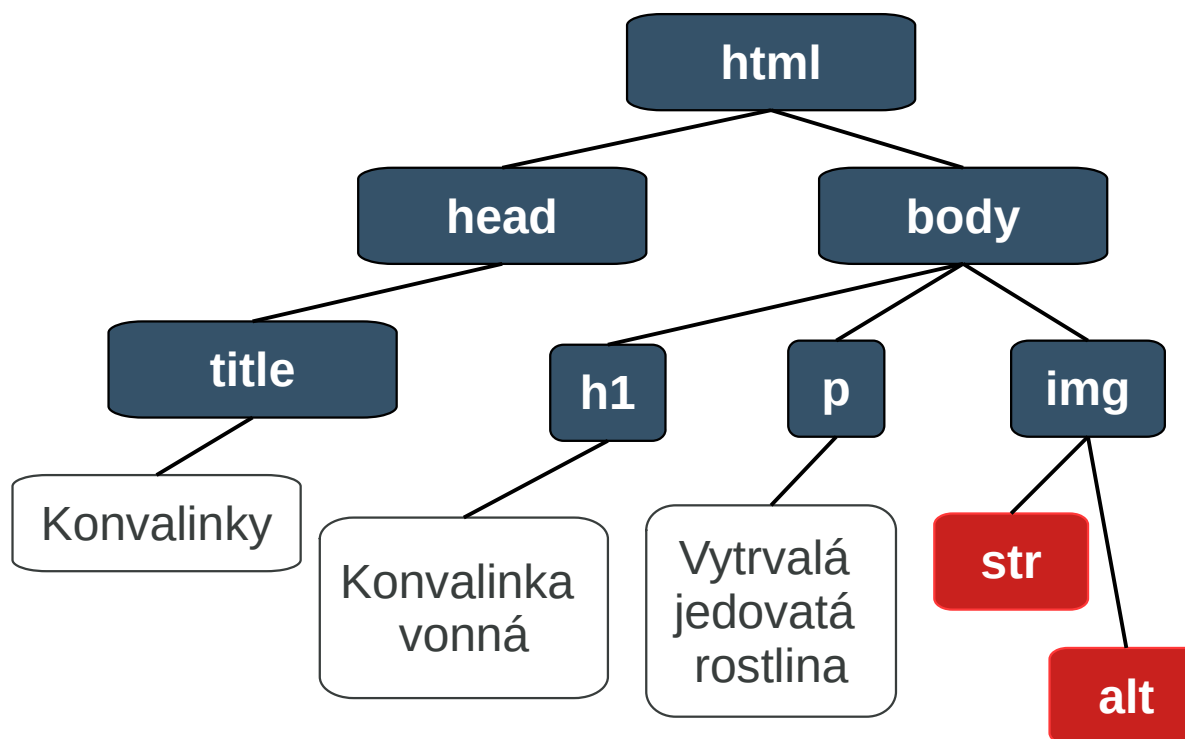 html
head
body
title
h1
p
img
Konvalinky
Konvalinka
vonná
Vytrvalá
jedovatá
rostlina
str
alt